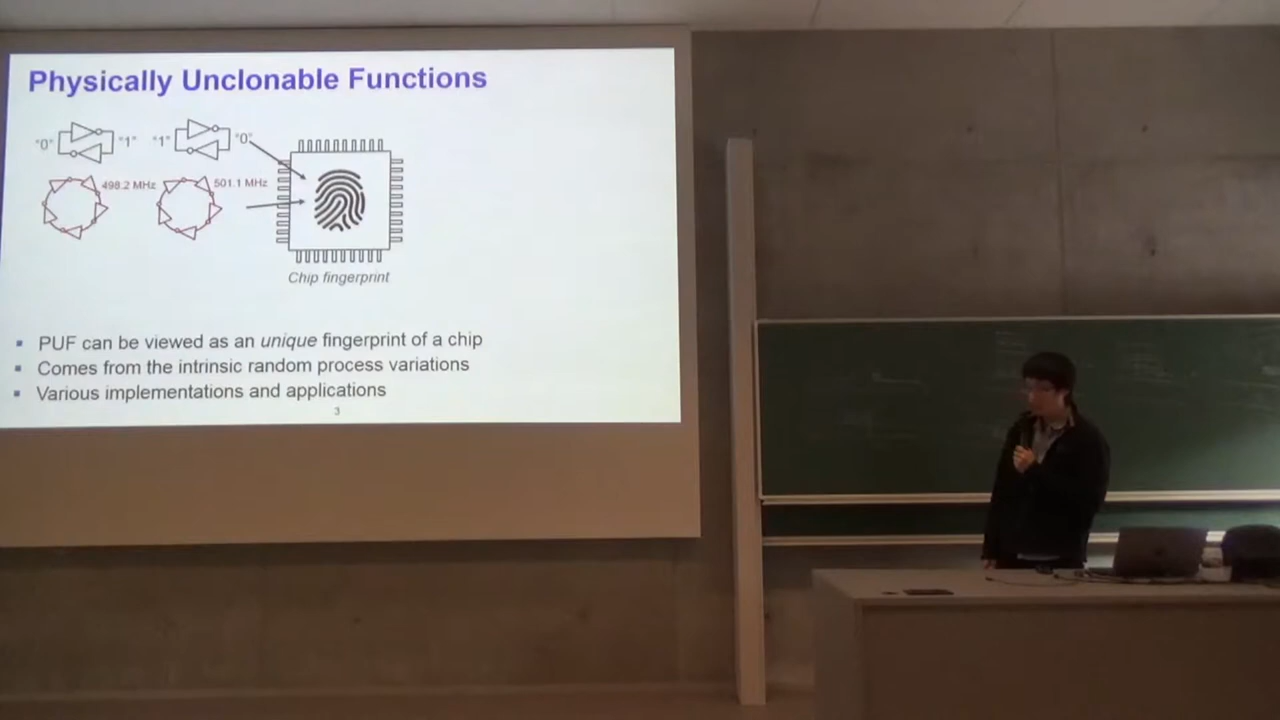 Physically Unclonable Functions
"0" "1" "1" "0"
498.2 MHz 501.1 MHz
Chip fingerprint
▪ PUF can be viewed as an unique fingerprint of a chip
▪ Comes from the intrinsic random process variations
▪ Various implementations and applications
3